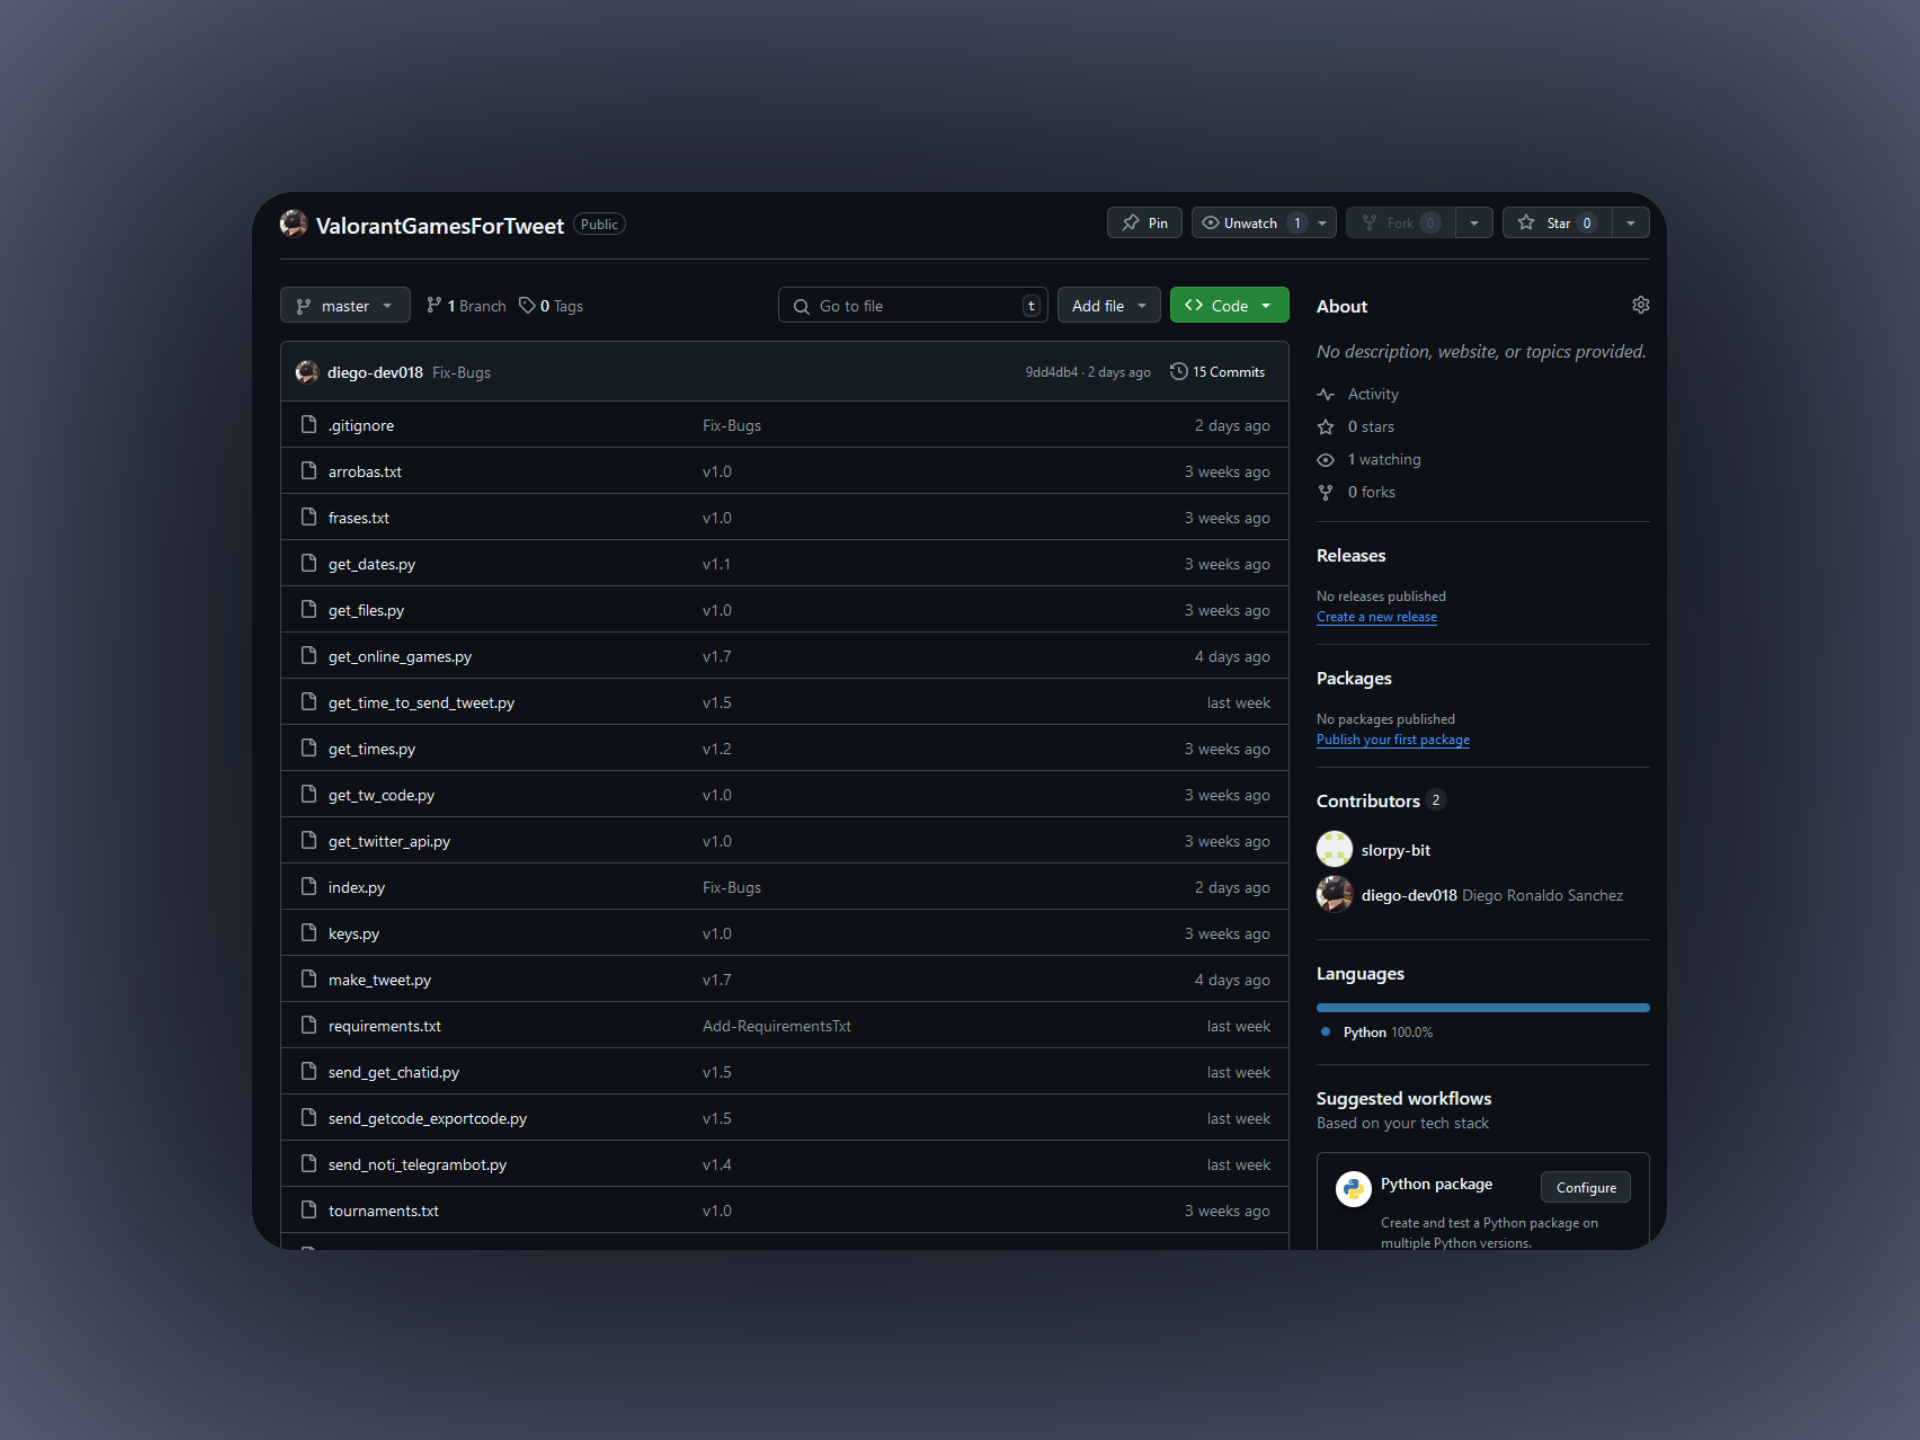 ValorantGamesForTweet Public
Pin
Unwatch 1
Fork 0
Star 0
master
1 Branch
0 Tags
Go to file t
Add file
Code
diego-dev018 Fix-Bugs 9dd4db4 · 2 days ago 15 Commits
.gitignore Fix-Bugs 2 days ago
arrobas.txt v1.0 3 weeks ago
frases.txt v1.0 3 weeks ago
get_dates.py v1.1 3 weeks ago
get_files.py v1.0 3 weeks ago
get_online_games.py v1.7 4 days ago
get_time_to_send_tweet.py v1.5 last week
get_times.py v1.2 3 weeks ago
get_tw_code.py v1.0 3 weeks ago
get_twitter_api.py v1.0 3 weeks ago
index.py Fix-Bugs 2 days ago
keys.py v1.0 3 weeks ago
make_tweet.py v1.7 4 days ago
requirements.txt Add-RequirementsTxt last week
send_get_chatid.py v1.5 last week
send_getcode_exportcode.py v1.5 last week
send_noti_telegrambot.py v1.4 last week
tournaments.txt v1.0 3 weeks ago
About
No description, website, or topics provided.
Activity
0 stars
1 watching
0 forks
Releases
No releases published
Create a new release
Packages
No packages published
Publish your first package
Contributors 2
slorpy-bit
diego-dev018 Diego Ronaldo Sanchez
Languages
Python 100.0%
Suggested workflows
Based on your tech stack
Python package
Configure
Create and test a Python package on
multiple Python versions.